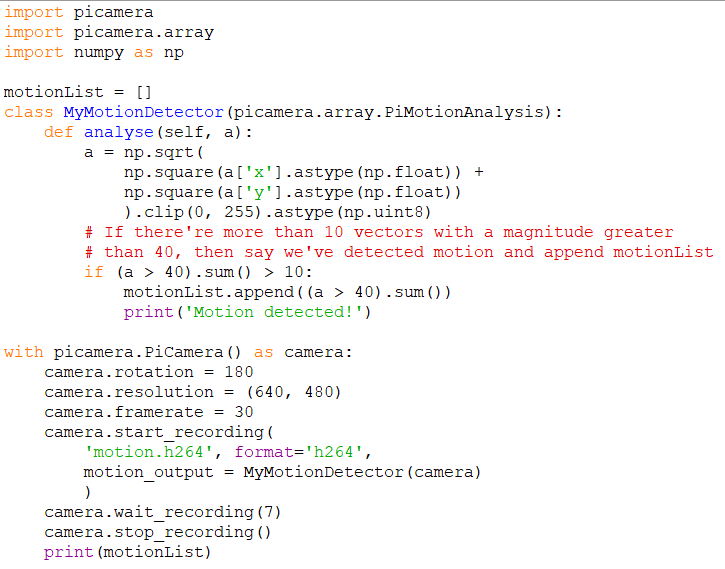 import picamera
import picamera.array
import numpy as np

motionList = []
class MyMotionDetector(picamera.array.PiMotionAnalysis):
    def analyse(self, a):
        a = np.sqrt(
            np.square(a['x'].astype(np.float)) +
            np.square(a['y'].astype(np.float))
            ).clip(0, 255).astype(np.uint8)
        # If there're more than 10 vectors with a magnitude greater
        # than 40, then say we've detected motion and append motionList
        if (a > 40).sum() > 10:
            motionList.append((a > 40).sum())
            print('Motion detected!')

with picamera.PiCamera() as camera:
    camera.rotation = 180
    camera.resolution = (640, 480)
    camera.framerate = 30
    camera.start_recording(
        'motion.h264', format='h264',
        motion_output = MyMotionDetector(camera)
        )
    camera.wait_recording(7)
    camera.stop_recording()
    print(motionList)